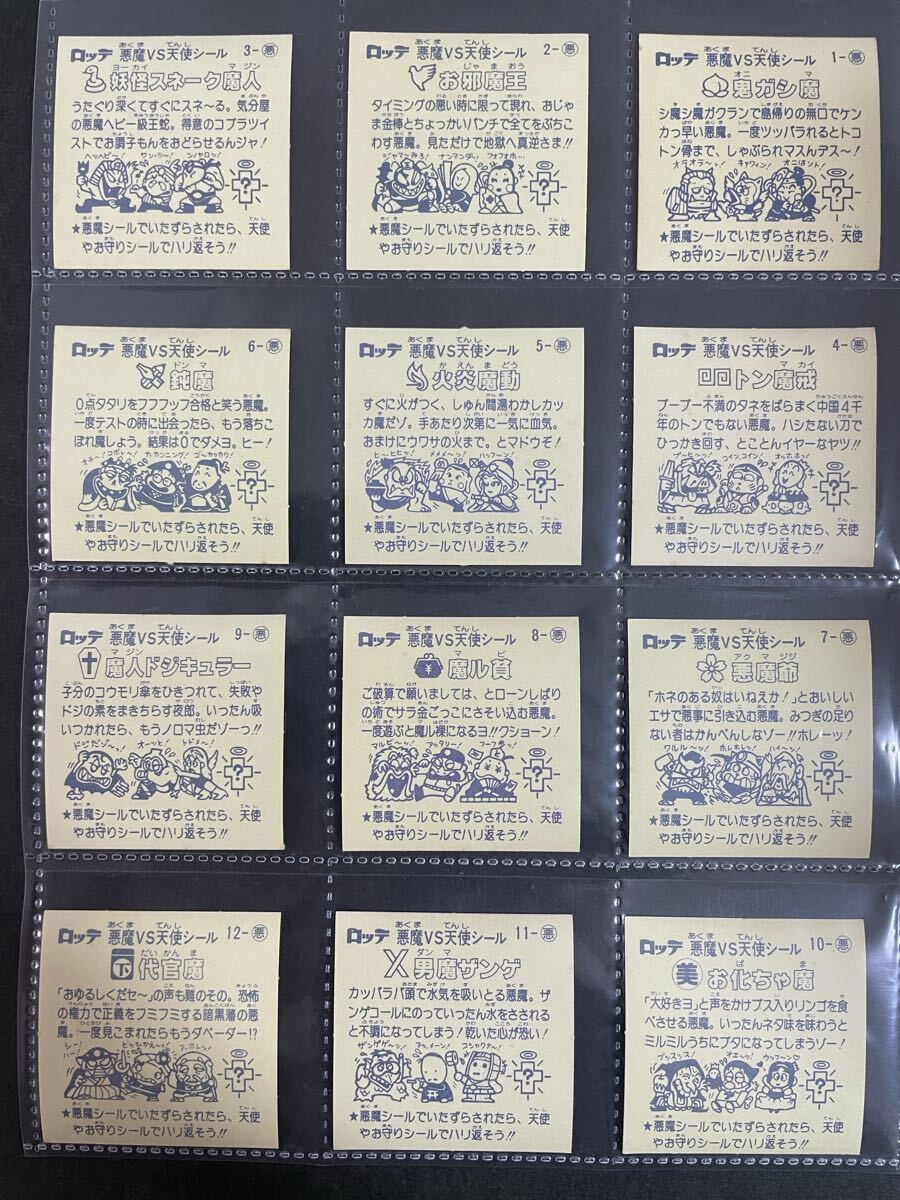 ロッテ 悪魔VS天使シール 3-悪
妖怪スネーク魔人
うたぐり深くてすぐにスネ〜る。気分屋
の悪魔ヘビー級王蛇。得意のコブラツイ
ストでお調子もんをおどらせるんジャ!
★悪魔シールでいたずらされたら、天使
やお守りシールでハリ返そう!!
ロッテ 悪魔VS天使シール 2-悪
お邪魔王
タイミングの悪い時に限って現れ、おじゃ
ま金棒とちょっかいパンチで全てをぶちこ
わす悪魔。見ただけで地獄へ真逆さま!!
★悪魔シールでいたずらされたら、天使
やお守りシールでハリ返そう!!
ロッテ 悪魔VS天使シール 1-悪
鬼ガシ魔
シ魔シ魔ガクランで島帰りの無口でケン
カっ早い悪魔。一度ツッパラれるとトコ
トン骨まで、しゃぶられマスんアス〜!
★悪魔シールでいたずらされたら、天使
やお守りシールでハリ返そう!!
ロッテ 悪魔VS天使シール 6-悪
鈍魔
0点タタリをフフフッップ合格と笑う悪魔。
一度テストの時に出会ったら、もう落ちこ
ぼれ魔しよう。結果は0でダメヨ。ヒー!
★悪魔シールでいたずらされたら、天使
やお守りシールでハリ返そう!!
ロッテ 悪魔VS天使シール 5-悪
火炎魔動
すぐに火がつく、しゅん間湯わかしカッ
カ魔だソ。手あたり次第に一気に血気。
おまけにウワサの火まで。とマドウぞ!
★悪魔シールでいたずらされたら、天使
やお守りシールでハリ返そう!!
ロッテ 悪魔VS天使シール 4-悪
トン魔戒
ブーブー不満のタネをばらまく中国4千
年のトンでもない悪魔。ハシたない刀で
ひっかき回す、とことんイヤーなヤツ!!
★悪魔シールでいたずらされたら、天使
やお守りシールでハリ返そう!!
ロッテ 悪魔VS天使シール 9-悪
魔人ドジキュラー
子分のコウモリ傘をひきつれて、失敗や
ドジの素をまきちらす夜郎。いったん吸
いつかれたら、もうノロマ虫だゾーっ!!
★悪魔シールでいたずらされたら、天使
やお守りシールでハリ返そう!!
ロッテ 悪魔VS天使シール 8-悪
魔ル貧
ご破算で願いましては、とローンしばり
の術でサラ金ごっこにさそい込む悪魔。
一度遊ぶと魔ル裸になるヨ!!クショーン!
★悪魔シールでいたずらされたら、天使
やお守りシールでハリ返そう!!
ロッテ 悪魔VS天使シール 7-悪
悪魔爺
「ホネのある奴はいねえか!」とおいしい
エサで悪事に引き込む悪魔。みつぎの足り
ない者はかんべんしなゾー!!ホレーッ!
★悪魔シールでいたずらされたら、天使
やお守りシールでハリ返そう!!
ロッテ 悪魔VS天使シール 12-悪
下 代官魔
「おゆるしくだせ〜」の声も難のその。恐怖
の権力で正義をフミフミする暗黒藩の悪
魔。一度見こまれたらもうダベーダー!?
★悪魔シールでいたずらされたら、天使
やお守りシールでハリ返そう!!
ロッテ 悪魔VS天使シール 11-悪
男魔ザンゲ
カッパラパ頭で水気を吸いとる悪魔。ザ
ンゲコールにのっていったん水をさされる
と不調になってしまう!乾いた心が恐い!
★悪魔シールでいたずらされたら、天使
やお守りシールでハリ返そう!!
ロッテ 悪魔VS天使シール 10-悪
美 お化ちゃ魔
「大好きヨ」と声をかけブス入りリンゴを食
べさせる悪魔。いったんネタ味を味わうと
ミルミルうちにブタになってしまうゾー!
★悪魔シールでいたずらされたら、天使
やお守りシールでハリ返そう!!